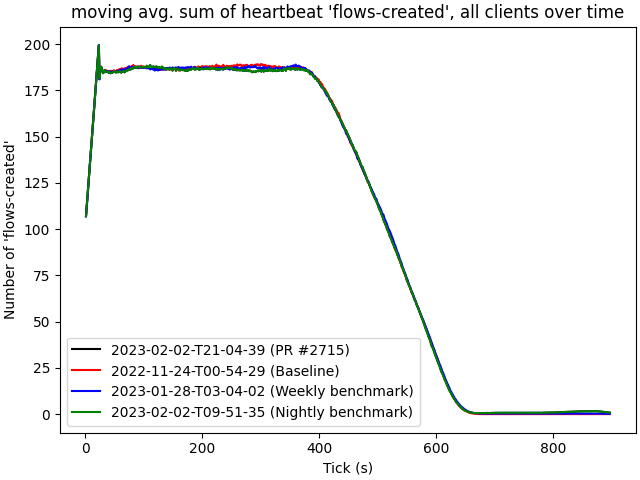 moving avg. sum of heartbeat 'flows-created', all clients over time
Number of 'flows-created'
200
175
150
125
100
75
50
25
0
2023-02-02-T21-04-39 (PR #2715)
2022-11-24-T00-54-29 (Baseline)
2023-01-28-T03-04-02 (Weekly benchmark)
2023-02-02-T09-51-35 (Nightly benchmark)
0 200 400 600 800
Tick (s)